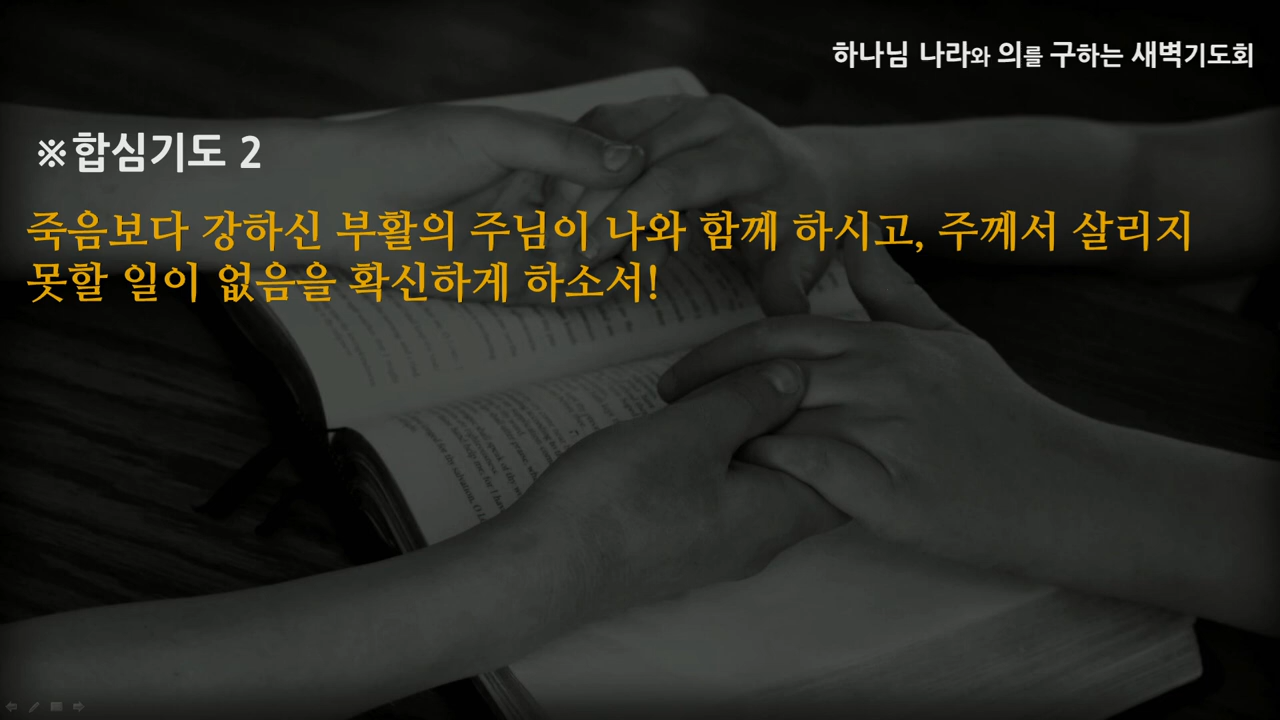 하나님 나라와 의를 구하는 새벽기도회
※합심기도 2
죽음보다 강하신 부활의 주님이 나와 함께 하시고, 주께서 살리지
못할 일이 없음을 확신하게 하소서!